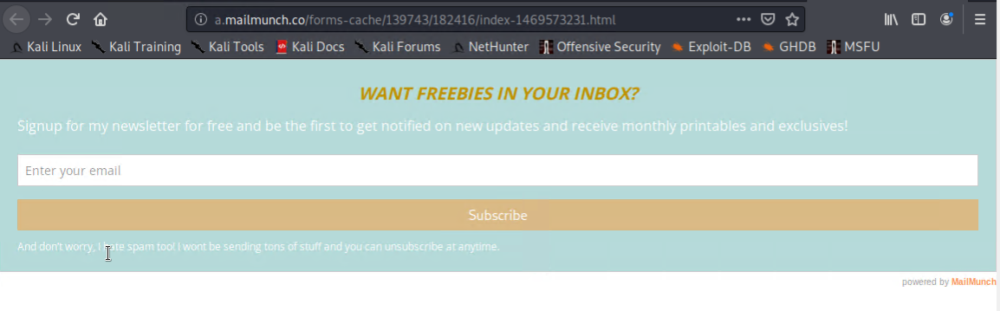 a.mailmunch.co/forms-cache/139743/182416/index-1469573231.html
Kali Linux Kali Training Kali Tools Kali Docs Kali Forums NetHunter Offensive Security Exploit-DB GHDB MSFU
WANT FREEBIES IN YOUR INBOX?
Signup for my newsletter for free and be the first to get notified on new updates and receive monthly printables and exclusives!
Enter your email
Subscribe
And don't worry, I hate spam too! I wont be sending tons of stuff and you can unsubscribe at anytime.
powered by MailMunch